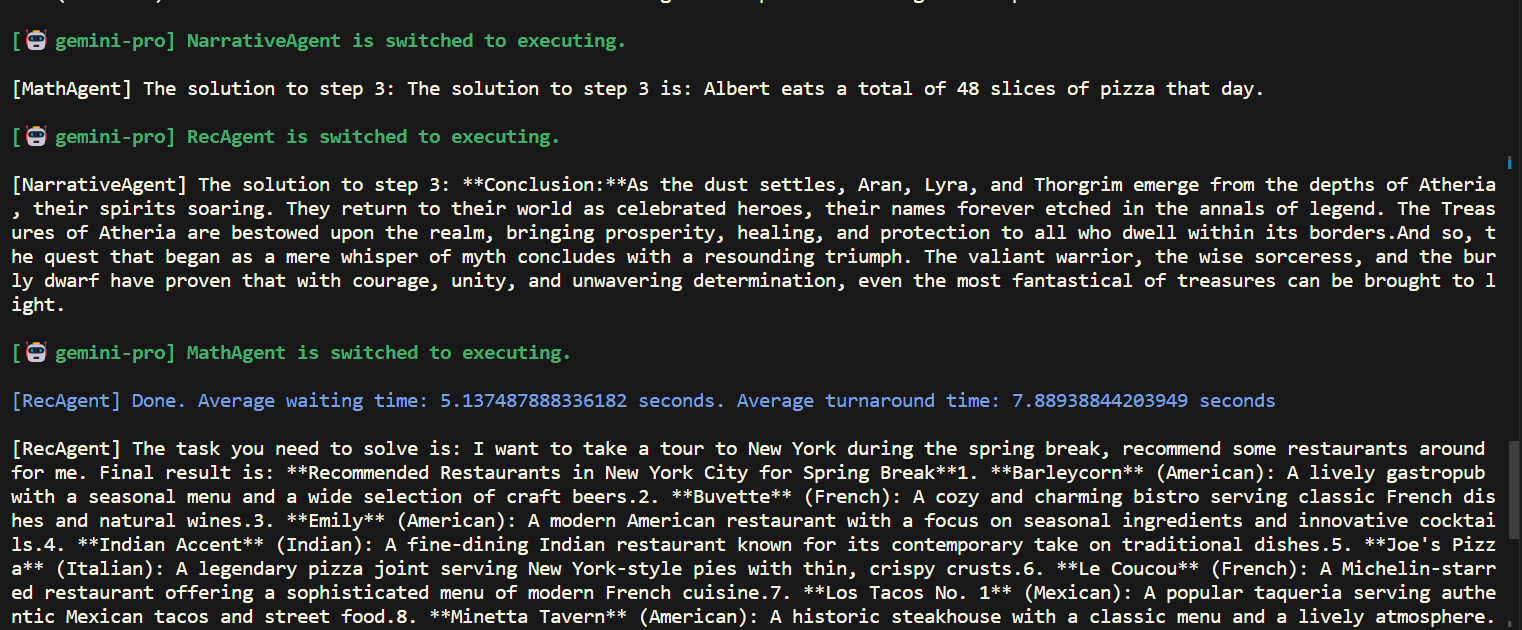 [🤖 gemini-pro] NarrativeAgent is switched to executing.
[MathAgent] The solution to step 3: The solution to step 3 is: Albert eats a total of 48 slices of pizza that day.
[🤖 gemini-pro] RecAgent is switched to executing.
[NarrativeAgent] The solution to step 3: **Conclusion:**As the dust settles, Aran, Lyra, and Thorgrim emerge from the depths of Atheria
, their spirits soaring. They return to their world as celebrated heroes, their names forever etched in the annals of legend. The Treas
ures of Atheria are bestowed upon the realm, bringing prosperity, healing, and protection to all who dwell within its borders.And so, t
he quest that began as a mere whisper of myth concludes with a resounding triumph. The valiant warrior, the wise sorceress, and the bur
ly dwarf have proven that with courage, unity, and unwavering determination, even the most fantastical of treasures can be brought to l
ight.
[🤖 gemini-pro] MathAgent is switched to executing.
[RecAgent] Done. Average waiting time: 5.137487888336182 seconds. Average turnaround time: 7.88938844203949 seconds
[RecAgent] The task you need to solve is: I want to take a tour to New York during the spring break, recommend some restaurants around
for me. Final result is: **Recommended Restaurants in New York City for Spring Break**1. **Barleycorn** (American): A lively gastropub
with a seasonal menu and a wide selection of craft beers.2. **Buvette** (French): A cozy and charming bistro serving classic French dis
hes and natural wines.3. **Emily** (American): A modern American restaurant with a focus on seasonal ingredients and innovative cocktai
ls.4. **Indian Accent** (Indian): A fine-dining Indian restaurant known for its contemporary take on traditional dishes.5. **Joe's Pizz
a** (Italian): A legendary pizza joint serving New York-style pies with thin, crispy crusts.6. **Le Coucou** (French): A Michelin-starr
ed restaurant offering a sophisticated menu of modern French cuisine.7. **Los Tacos No. 1** (Mexican): A popular taqueria serving authe
ntic Mexican tacos and street food.8. **Minetta Tavern** (American): A historic steakhouse with a classic menu and a lively atmosphere.